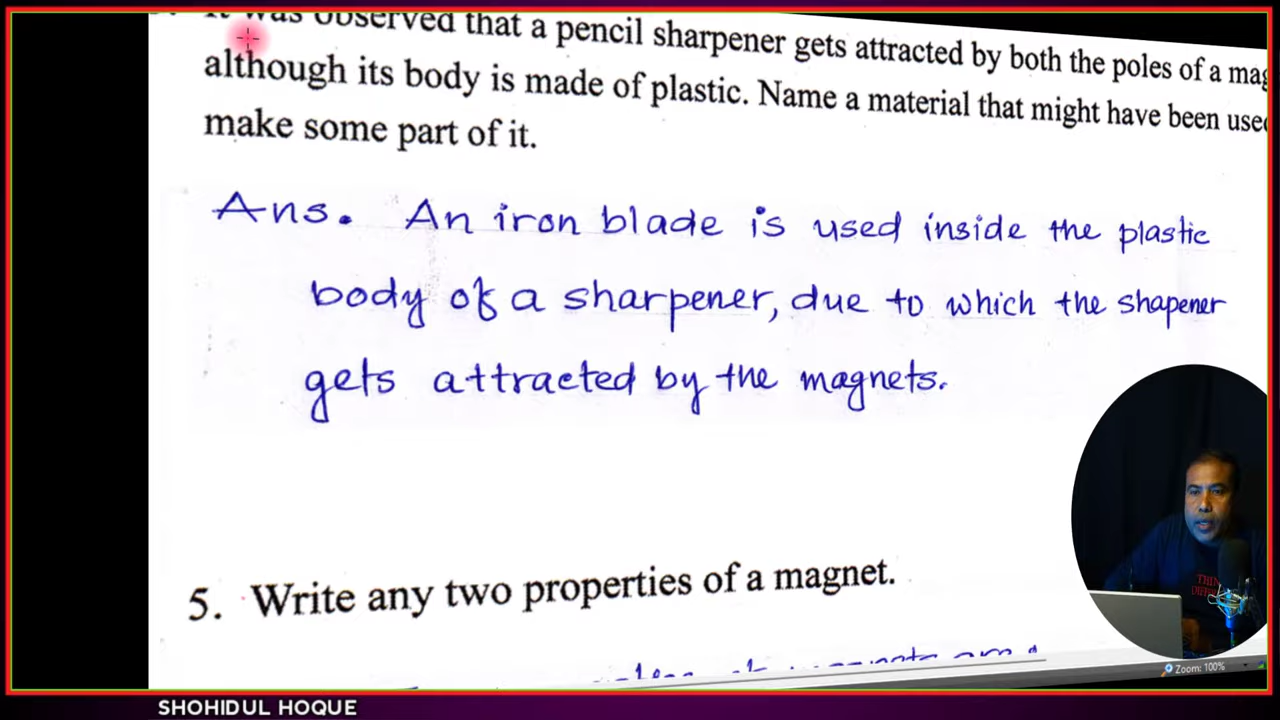 It was observed that a pencil sharpener gets attracted by both the poles of a mag
although its body is made of plastic. Name a material that might have been used
make some part of it.
Ans. An iron blade is used inside the plastic
body of a sharpener, due to which the shapener
gets attracted by the magnets.
5. Write any two properties of a magnet.
THIN
Zoom: 100%
SHOHIDUL HOQUE